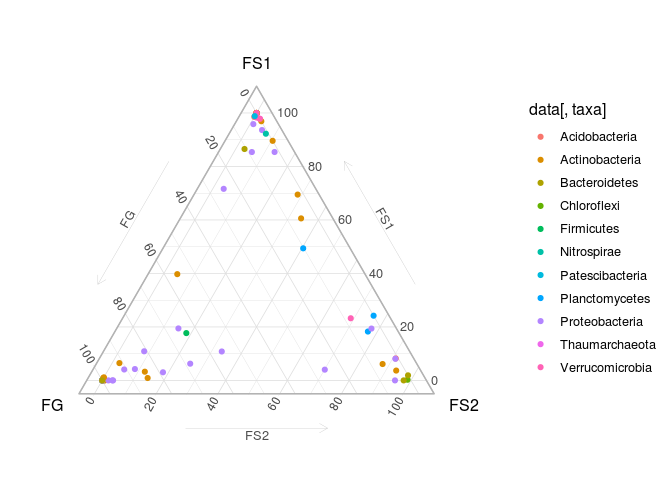 FS1
data[, taxa]
Acidobacteria
Actinobacteria
Bacteroidetes
Chloroflexi
Firmicutes
Nitrospirae
Patescibacteria
Planctomycetes
Proteobacteria
Thaumarchaeota
Verrucomicrobia
0
20
40
60
80
100
100
80
60
40
20
0
FG
FS1
FG
FS2
0
20
40
60
80
100
FS2